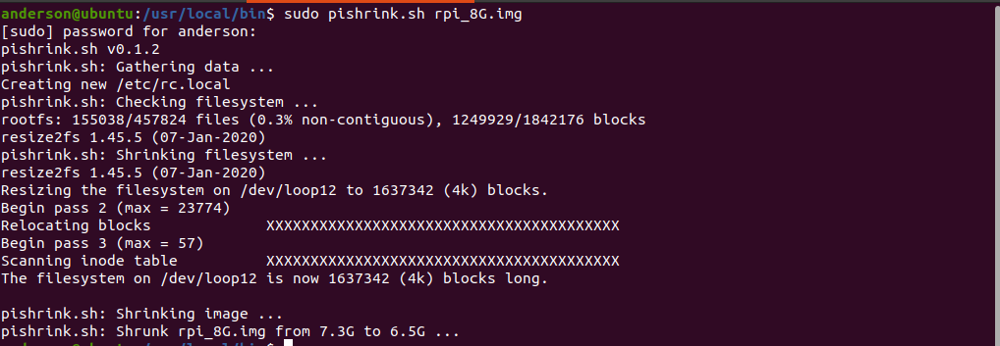 anderson@ubuntu:/usr/local/bin$ sudo pishrink.sh rpi_8G.img
[sudo] password for anderson:
pishrink.sh v0.1.2
pishrink.sh: Gathering data ...
Creating new /etc/rc.local
pishrink.sh: Checking filesystem ...
rootfs: 155038/457824 files (0.3% non-contiguous), 1249929/1842176 blocks
resize2fs 1.45.5 (07-Jan-2020)
pishrink.sh: Shrinking filesystem ...
resize2fs 1.45.5 (07-Jan-2020)
Resizing the filesystem on /dev/loop12 to 1637342 (4k) blocks.
Begin pass 2 (max = 23774)
Relocating blocks             XXXXXXXXXXXXXXXXXXXXXXXXXXXXXXXXXXXXXXXX
Begin pass 3 (max = 57)
Scanning inode table          XXXXXXXXXXXXXXXXXXXXXXXXXXXXXXXXXXXXXXXX
The filesystem on /dev/loop12 is now 1637342 (4k) blocks long.

pishrink.sh: Shrinking image ...
pishrink.sh: Shrunk rpi_8G.img from 7.3G to 6.5G ...